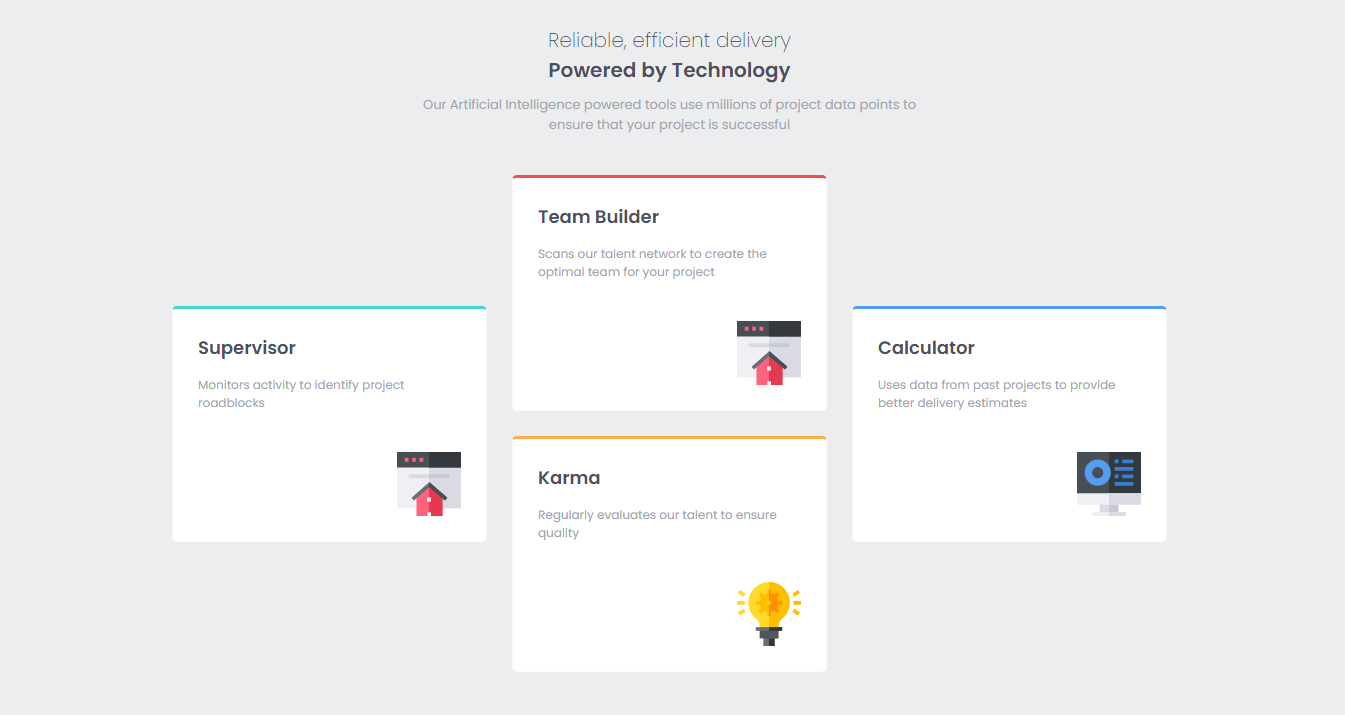 Reliable, efficient delivery
Powered by Technology
Our Artificial Intelligence powered tools use millions of project data points to
ensure that your project is successful
Team Builder
Scans our talent network to create the
optimal team for your project
Supervisor
Monitors activity to identify project
roadblocks
Calculator
Uses data from past projects to provide
better delivery estimates
Karma
Regularly evaluates our talent to ensure
quality